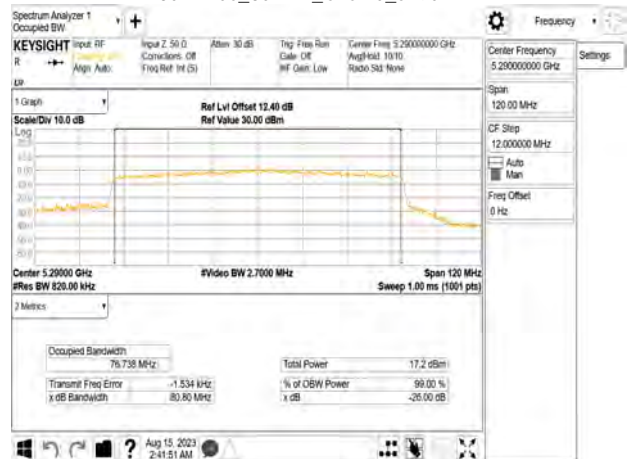 Spectrum Analyzer 1
Occupied BW
Frequency
KEYSIGHT
Input: RF
Input Z: 50 Ω
Atten: 30 dB
Trig: Free Run
Center Freq: 5.290000000 GHz
R
Corrections: Off
Gate: Off
Avg|Hold: 10/10
Align: Auto
Freq Ref: Int (S)
#IF Gain: Low
Radio Std: None
Center Frequency
5.290000000 GHz
Settings
Span
120.00 MHz
CF Step
12.000000 MHz
Auto
Man
Freq Offset
0 Hz
1 Graph
Scale/Div 10.0 dB
Ref Lvl Offset 12.40 dB
Ref Value 30.00 dBm
Log
Center 5.29000 GHz
#Res BW 820.00 kHz
#Video BW 2.7000 MHz
Span 120 MHz
Sweep 1.00 ms (1001 pts)
2 Metrics
Occupied Bandwidth
76.738 MHz
Total Power
17.2 dBm
Transmit Freq Error
-1.534 kHz
% of OBW Power
99.00 %
x dB Bandwidth
80.80 MHz
x dB
-26.00 dB
Aug 15, 2023
2:41:51 AM